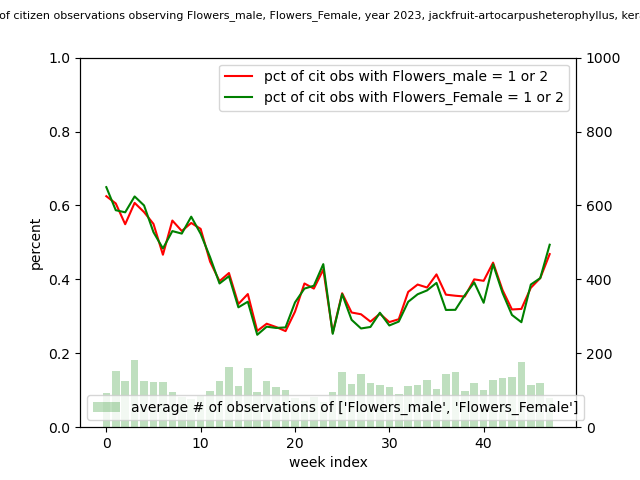 of citizen observations observing Flowers_male, Flowers_Female, year 2023, jackfruit-artocarpusheterophyllus, ker
1.0
0.8
0.6
0.4
0.2
0.0
percent
pct of cit obs with Flowers_male = 1 or 2
pct of cit obs with Flowers_Female = 1 or 2
1000
800
600
400
200
0
average # of observations of ['Flowers_male', 'Flowers_Female']
0 10 20 30 40
week index